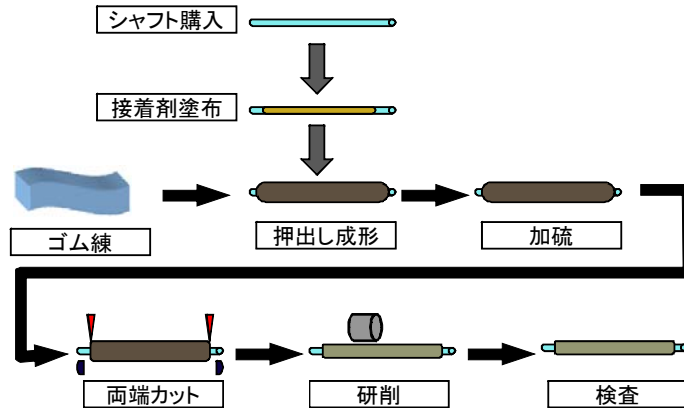 シャフト購入
接着剤塗布
ゴム練
押出し成形
加硫
両端カット
研削
検査